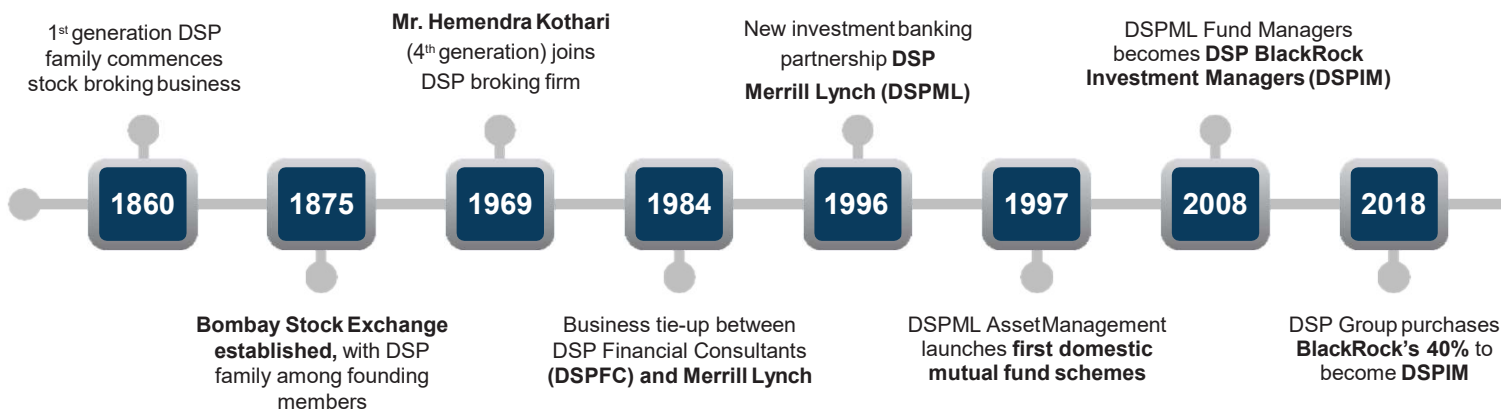 1st generation DSP
family commences
stock broking business
Mr. Hemendra Kothari
(4th generation) joins
DSP broking firm
New investment banking
partnership DSP
Merrill Lynch (DSPML)
DSPML Fund Managers
becomes DSP BlackRock
Investment Managers (DSPIM)
1860
1875
1969
1984
1996
1997
2008
2018
Bombay Stock Exchange
established, with DSP
family among founding
members
Business tie-up between
DSP Financial Consultants
(DSPFC) and Merrill Lynch
DSPML Asset Management
launches first domestic
mutual fund schemes
DSP Group purchases
BlackRock's 40% to
become DSPIM